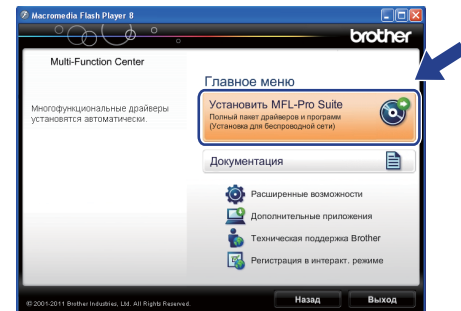 Macromedia Flash Player 8
brother
Multi-Function Center
Многофункциональные драйверы
установятся автоматически.
Главное меню
Установить MFL-Pro Suite
Полный пакет драйверов и программ
(Установка для беспроводной сети)
Документация
Расширенные возможности
Дополнительные приложения
Техническая поддержка Brother
Регистрация в интеракт. режиме
© 2001-2011 Brother Industries, Ltd. All Rights Reserved.
Назад
Выход